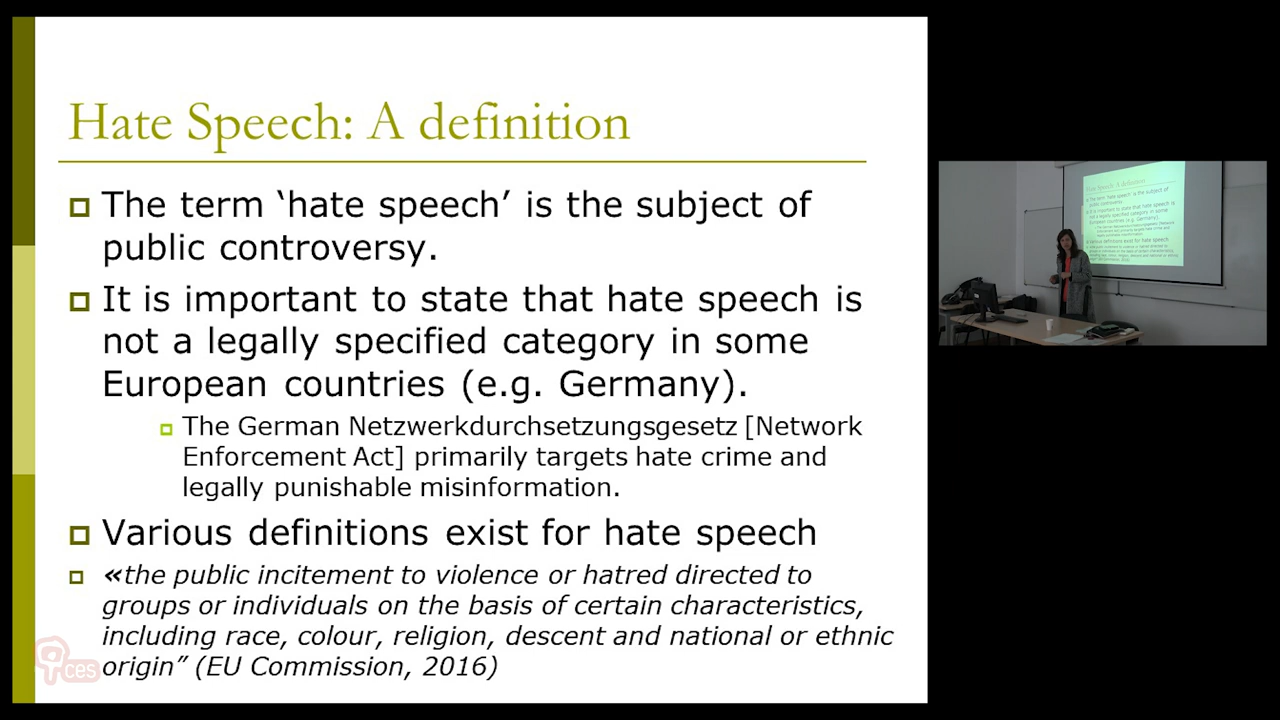 Hate Speech: A definition
The term ‘hate speech’ is the subject of
public controversy.
It is important to state that hate speech is
not a legally specified category in some
European countries (e.g. Germany).
The German Netzwerkdurchsetzungsgesetz [Network
Enforcement Act] primarily targets hate crime and
legally punishable misinformation.
Various definitions exist for hate speech
«the public incitement to violence or hatred directed to
groups or individuals on the basis of certain characteristics,
including race, colour, religion, descent and national or ethnic
origin” (EU Commission, 2016)
ces